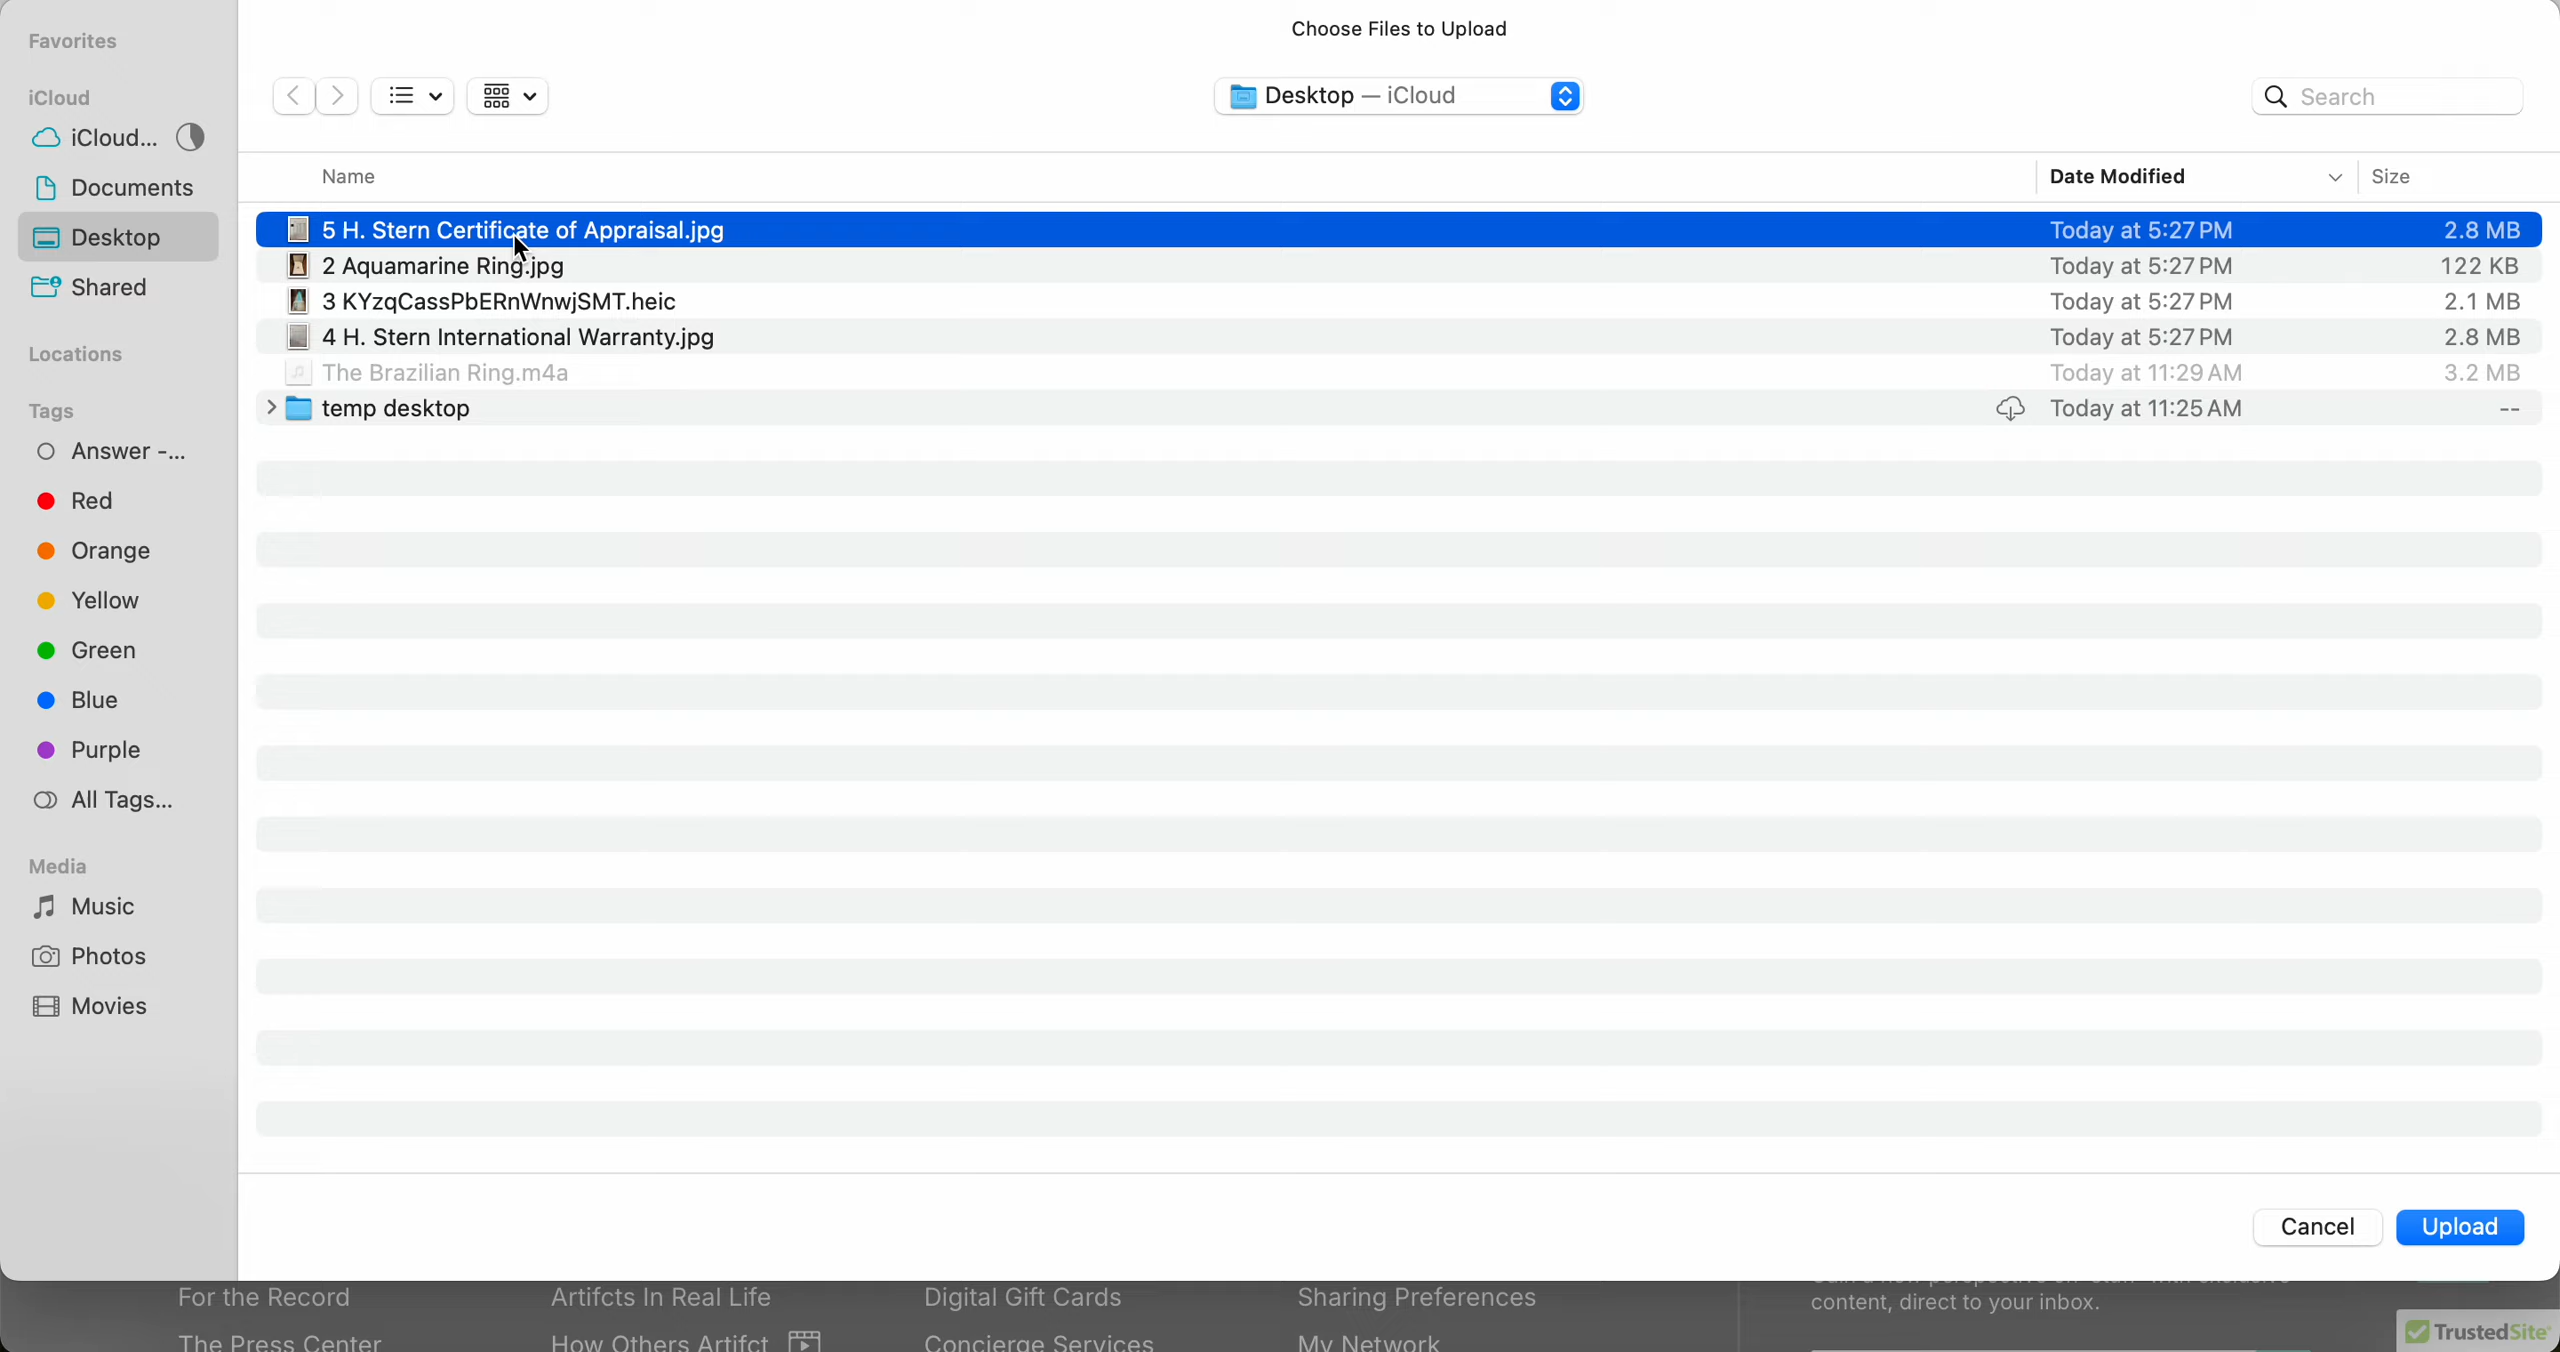 Choose Files to Upload
Favorites
iCloud
iCloud...
Documents
Desktop
Shared
Locations
Tags
Answer -...
Red
Orange
Yellow
Green
Blue
Purple
All Tags...
Media
Music
Photos
Movies
Desktop — iCloud
Search
Name Date Modified Size
5 H. Stern Certificate of Appraisal.jpg Today at 5:27 PM 2.8 MB
2 Aquamarine Ring.jpg Today at 5:27 PM 122 KB
3 KYzqCassPbERnWnwjSMT.heic Today at 5:27 PM 2.1 MB
4 H. Stern International Warranty.jpg Today at 5:27 PM 2.8 MB
The Brazilian Ring.m4a Today at 11:29 AM 3.2 MB
temp desktop Today at 11:25 AM --
Cancel Upload
For the Record Artifcts In Real Life Digital Gift Cards Sharing Preferences
content, direct to your inbox.
The Press Center How Others Artifct Concierge Services My Network
TrustedSite